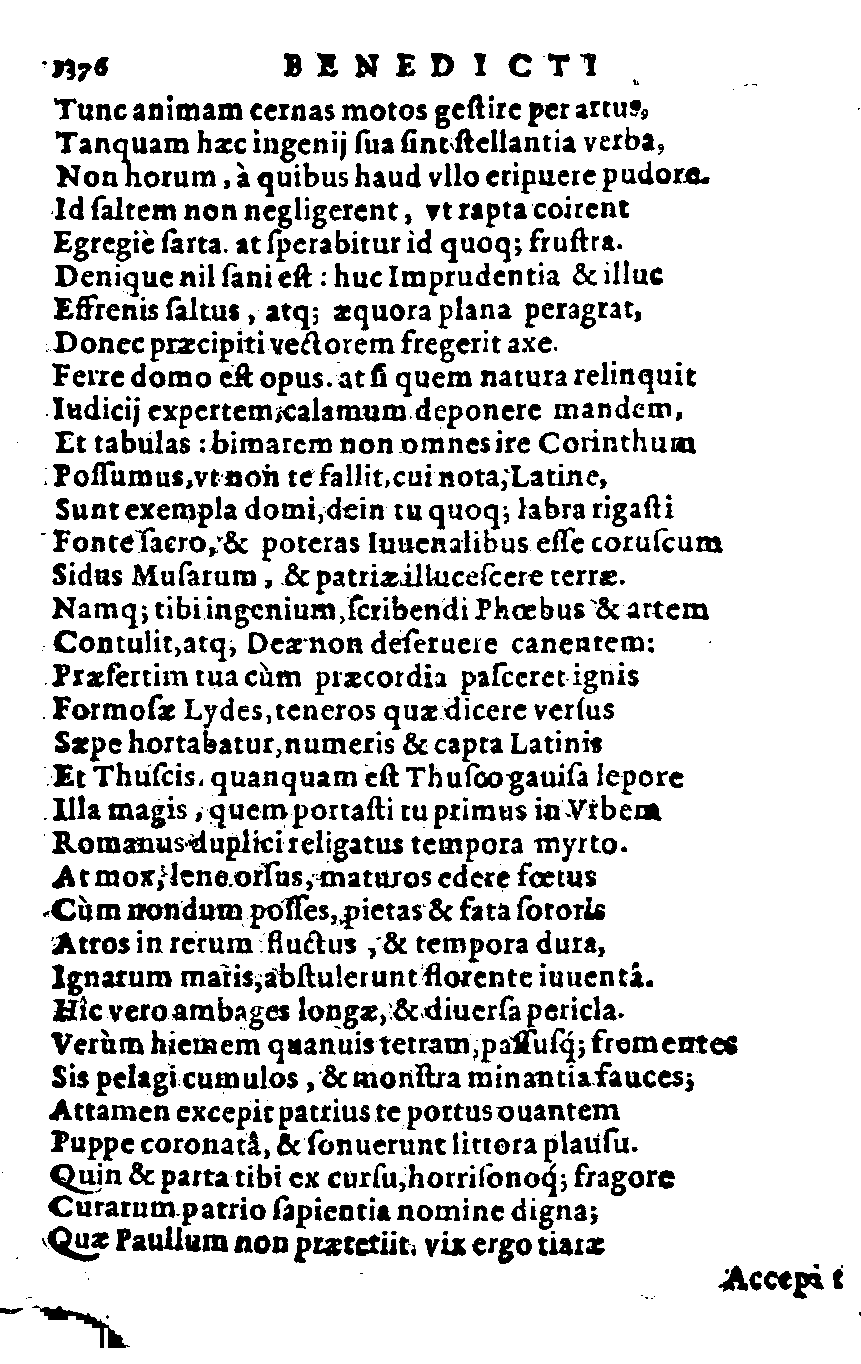 1376 BENEDICTI
Tunc animam cernas motos geſtire per artus,
Tanquam hæc ingenij ſua ſint ſtellantia verba,
Non horum, à quibus haud vllo eripuere pudore.
Id ſaltem non negligerent, vt rapta coirent
Egregiè ſarta. at ſperabitur id quoq; fruſtra.
Denique nil ſani eſt: huc Imprudentia & illuc
Effrenis ſaltus, atq; æquora plana peragrat,
Donec præcipiti vectorem fregerit axe.
Ferre domo eſt opus. at ſi quem natura relinquit
Iudicij expertem, calamum deponere mandem,
Et tabulas: bimarem non omnes ire Corinthum
Poſſumus, vt non te fallit, cui nota, Latine,
Sunt exempla domi, dein tu quoq; labra rigaſti
Fonte ſacro, & poteras Iuuenalibus eſſe coruſcum
Sidus Muſarum, & patriæ illuceſcere terræ.
Namq; tibi ingenium, ſcribendi Phœbus & artem
Contulit, atq; Deæ non deſeruere canentem:
Præſertim tua cùm præcordia paſceret ignis
Formoſæ Lydes, teneros quæ dicere verſus
Sæpe hortabatur, numeris & capta Latinis
Et Thuſcis. quanquam eſt Thuſco gauiſa lepore
Illa magis, quem portaſti tu primus in Vrbem
Romanus duplici religatus tempora myrto.
At mox, lene orſus, maturos edere fœtus
Cùm nondum poſſes, pietas & fata ſororis
Atros in rerum fluctus, & tempora dura,
Ignarum maris, abſtulerunt florente iuuentâ.
Hîc vero ambages longæ, & diuerſa pericla.
Verùm hiemem quanuis tetram, paſſuſq́; frementes
Sis pelagi cumulos, & monſtra minantia fauces;
Attamen excepit patrius te portus ouantem
Puppe coronatâ, & ſonuerunt littora plauſu.
Quin & parta tibi ex curſu, horriſonoq́; fragore
Curarum patrio ſapientia nomine digna;
Quæ Paullum non præteriit. vix ergo tiaræ
Accepit